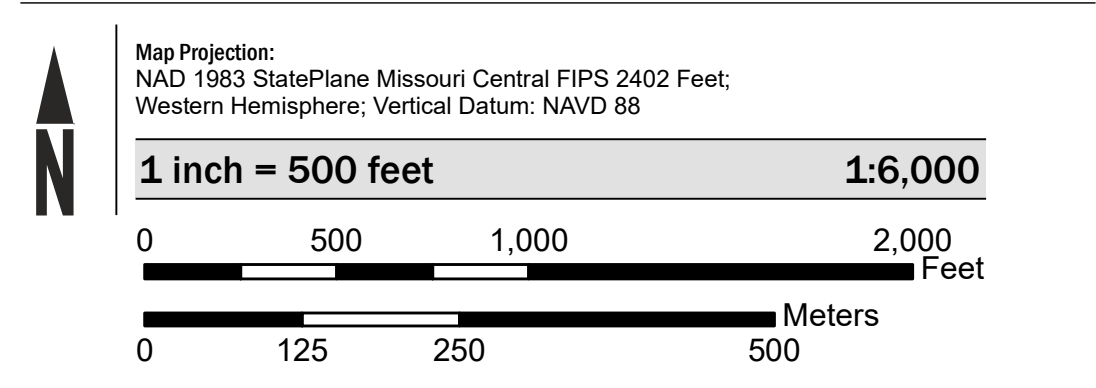 Map Projection:
NAD 1983 StatePlane Missouri Central FIPS 2402 Feet;
Western Hemisphere; Vertical Datum: NAVD 88
N
1 inch = 500 feet 1:6,000
0 500 1,000 2,000
Feet
Meters
0 125 250 500